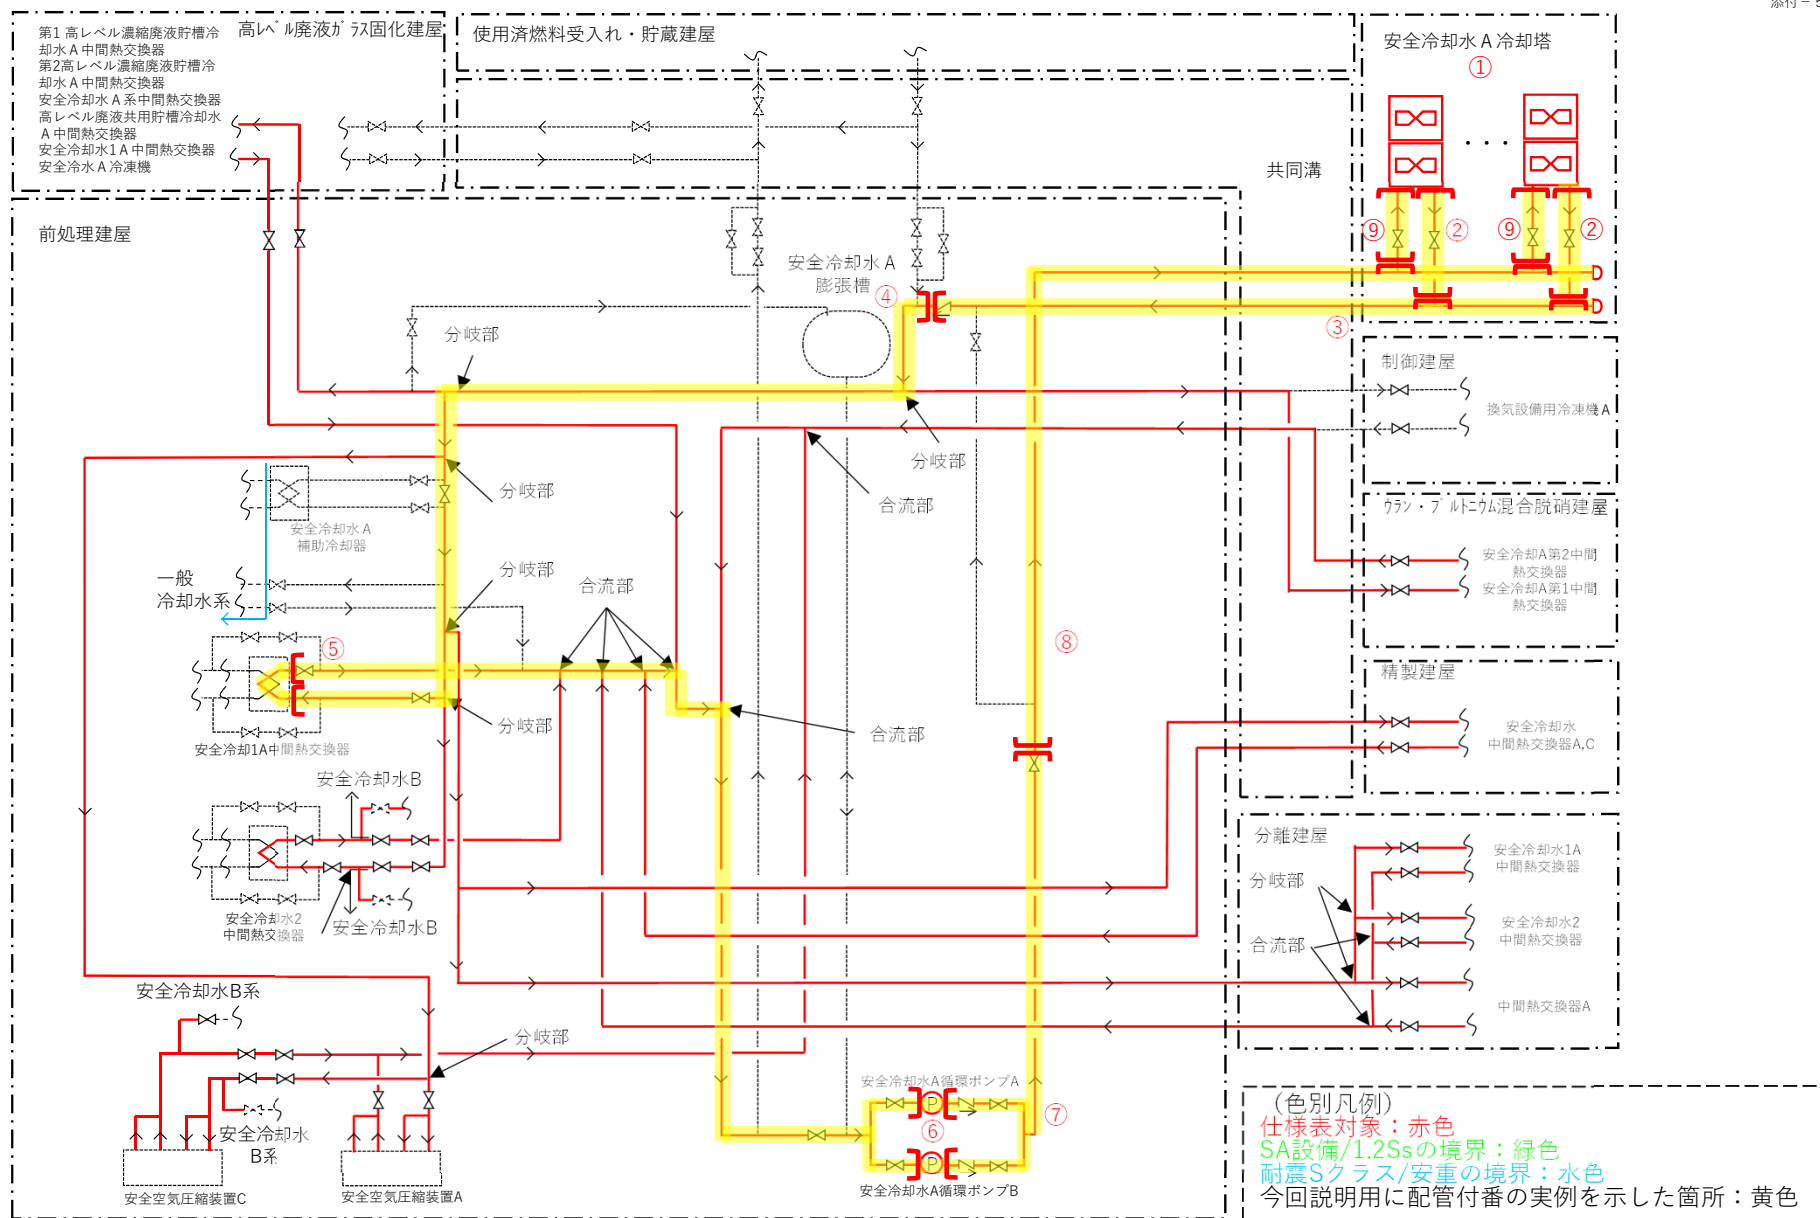 添付－5
高ﾚﾍﾞﾙ廃液ｶﾞﾗｽ固化建屋
第1 高レベル濃縮廃液貯槽冷
却水Ａ中間熱交換器
第2高レベル濃縮廃液貯槽冷
却水Ａ中間熱交換器
安全冷却水Ａ系中間熱交換器
高レベル廃液共用貯槽冷却水
Ａ中間熱交換器
安全冷却水1Ａ中間熱交換器
安全冷水Ａ冷凍機
使用済燃料受入れ・貯蔵建屋
安全冷却水Ａ冷却塔
①
・・・
共同溝
⑨
②
⑨
②
前処理建屋
安全冷却水Ａ
膨張槽
④
③
分岐部
制御建屋
換気設備用冷凍機A
分岐部
合流部
分岐部
安全冷却水Ａ
補助冷却器
ｳﾗﾝ・ﾌﾟﾙﾄﾆｳﾑ混合脱硝建屋
安全冷却A第2中間
熱交換器
安全冷却A第1中間
熱交換器
一般
冷却水系
分岐部
合流部
⑤
⑧
精製建屋
安全冷却水
中間熱交換器A,C
分岐部
合流部
安全冷却1A中間熱交換器
安全冷却水B
安全冷却水2
中間熱交換器
安全冷却水B
分離建屋
安全冷却水1A
中間熱交換器
分岐部
安全冷却水2
中間熱交換器
合流部
中間熱交換器A
安全冷却水B系
分岐部
安全冷却水
B系
安全空気圧縮装置C
安全空気圧縮装置A
安全冷却水A循環ポンプA
P
⑥
⑦
P
安全冷却水A循環ポンプB
（色別凡例）
仕様表対象：赤色
SA設備/1.2Ssの境界：緑色
耐震Sクラス/安重の境界：水色
今回説明用に配管付番の実例を示した箇所：黄色